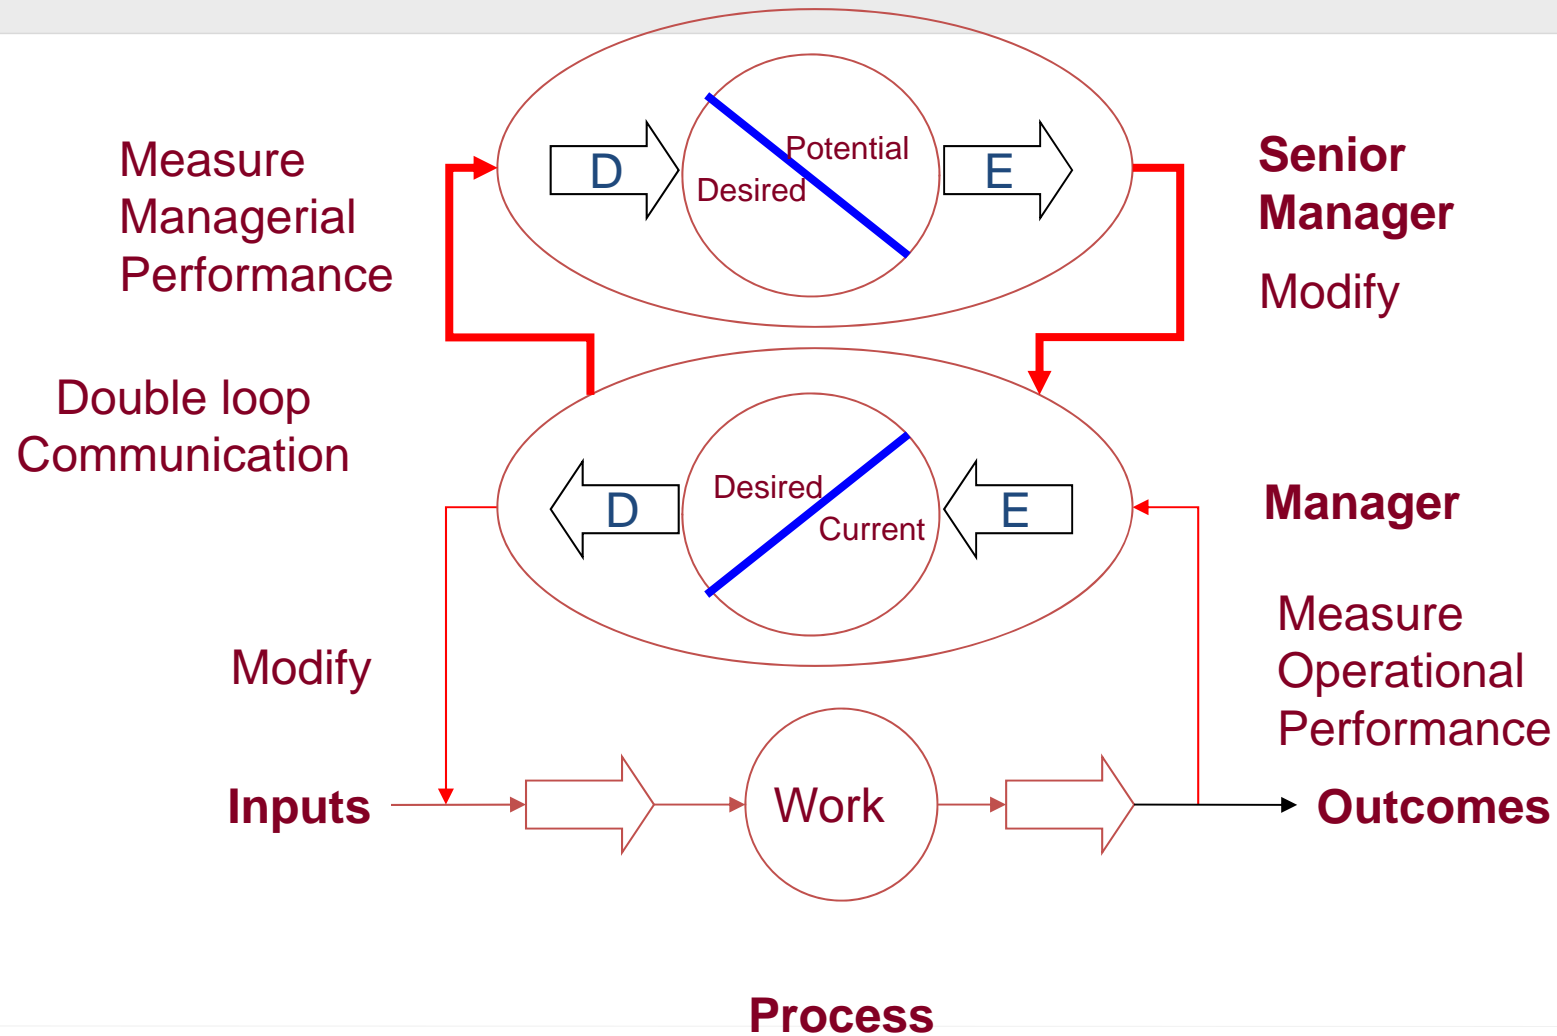 Measure
Managerial
Performance
D
Potential
Desired
E
Senior
Manager
Modify
Double loop
Communication
D
Desired
Current
E
Manager
Modify
Measure
Operational
Performance
Inputs
Work
Outcomes
Process